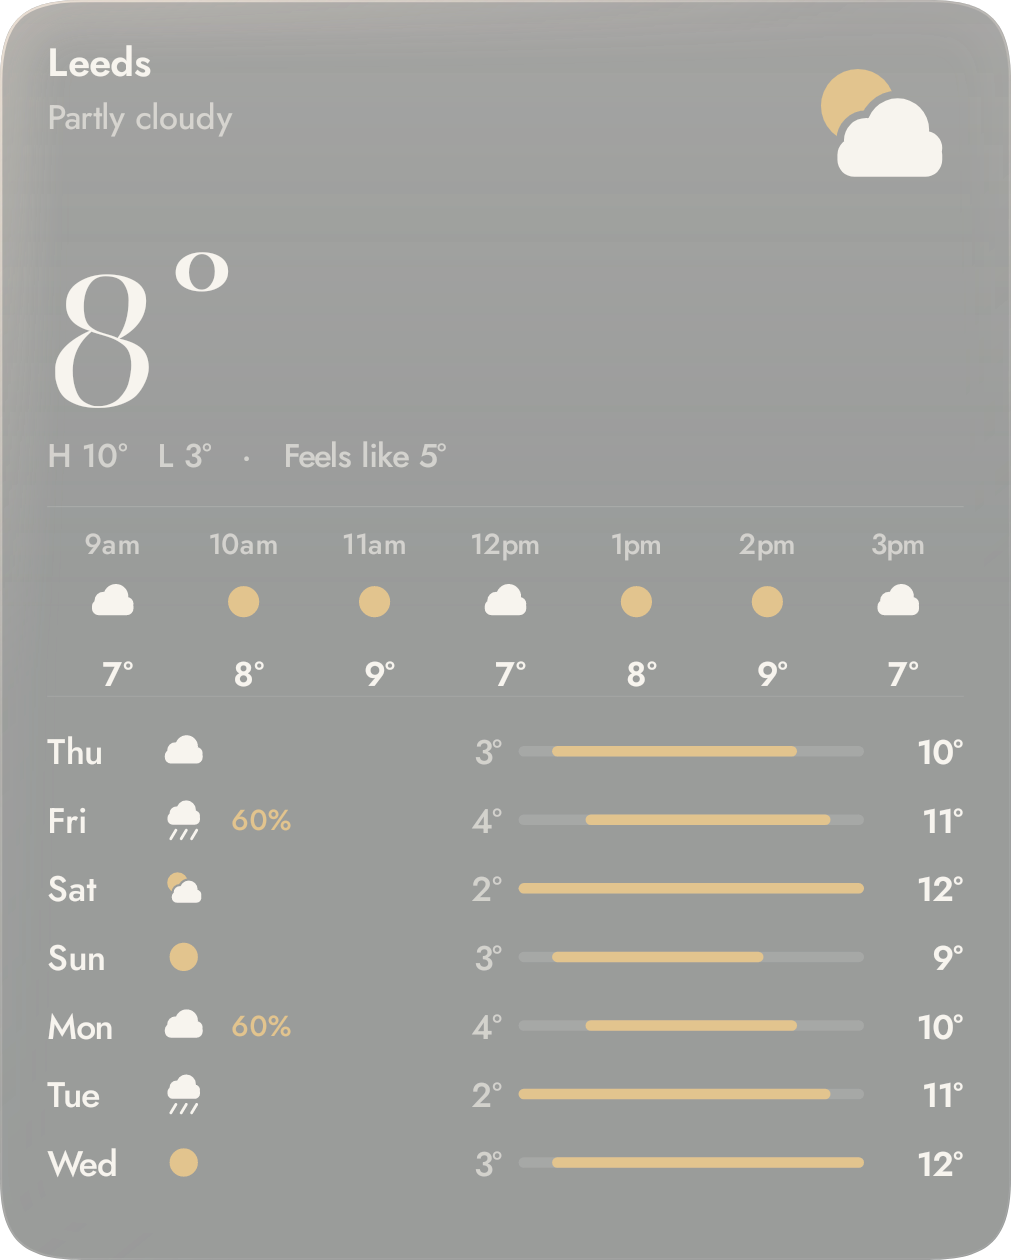 Leeds
Partly cloudy
8°
H 10° L 3° · Feels like 5°
9am 10am 11am 12pm 1pm 2pm 3pm
7° 8° 9° 7° 8° 9° 7°
Thu 3° 10°
Fri 60% 4° 11°
Sat 2° 12°
Sun 3° 9°
Mon 60% 4° 10°
Tue 2° 11°
Wed 3° 12°